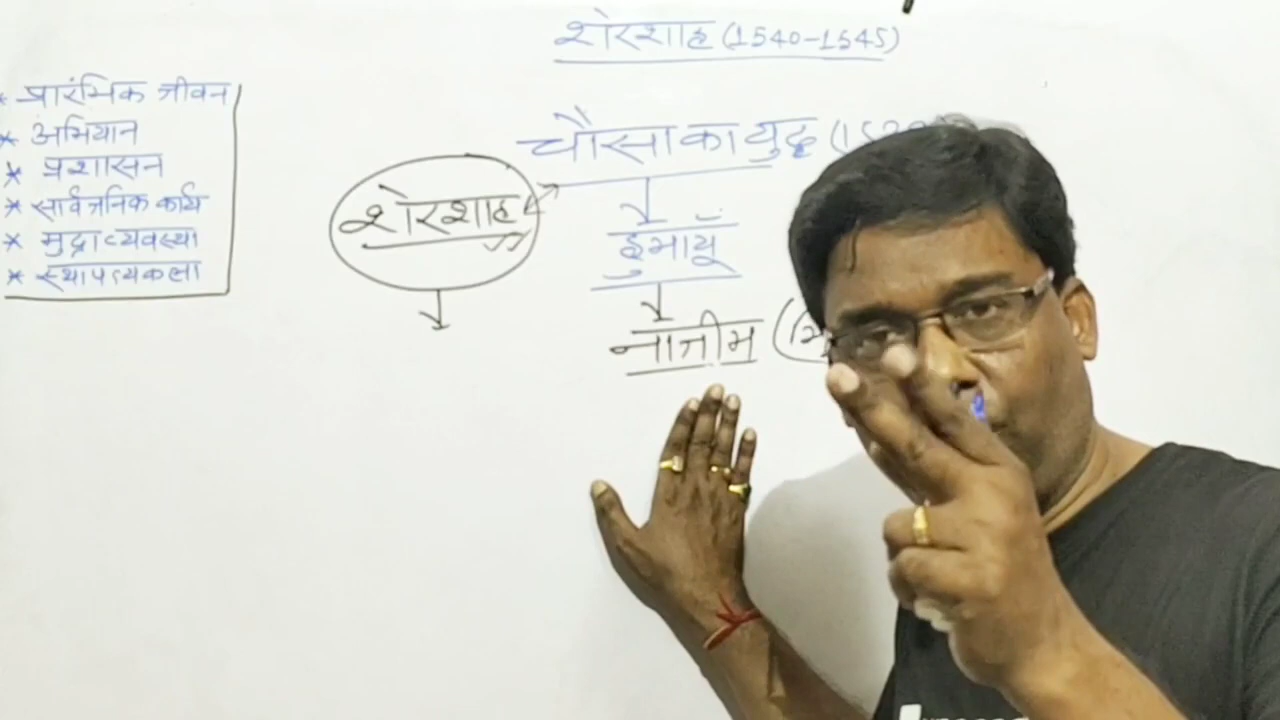 शेरशाह (1540-1545)
* प्रारंभिक जीवन
* अभियान
* प्रशासन
* सार्वजनिक कार्य
* मुद्रा व्यवस्था
* स्थापत्यकला
चौसा का युद्ध
शेरशाह
हुमायूँ
नाजीम